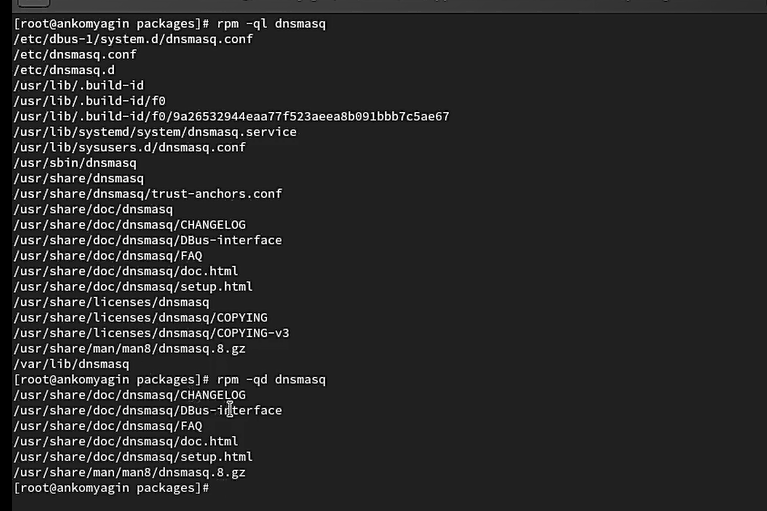 [root@ankomyagin packages]# rpm -ql dnsmasq
/etc/dbus-1/system.d/dnsmasq.conf
/etc/dnsmasq.conf
/etc/dnsmasq.d
/usr/lib/.build-id
/usr/lib/.build-id/f0
/usr/lib/.build-id/f0/9a26532944eaa77f523aeea8b091bbb7c5ae67
/usr/lib/systemd/system/dnsmasq.service
/usr/lib/sysusers.d/dnsmasq.conf
/usr/sbin/dnsmasq
/usr/share/dnsmasq
/usr/share/dnsmasq/trust-anchors.conf
/usr/share/doc/dnsmasq
/usr/share/doc/dnsmasq/CHANGELOG
/usr/share/doc/dnsmasq/DBus-interface
/usr/share/doc/dnsmasq/FAQ
/usr/share/doc/dnsmasq/doc.html
/usr/share/doc/dnsmasq/setup.html
/usr/share/licenses/dnsmasq
/usr/share/licenses/dnsmasq/COPYING
/usr/share/licenses/dnsmasq/COPYING-v3
/usr/share/man/man8/dnsmasq.8.gz
/var/lib/dnsmasq
[root@ankomyagin packages]# rpm -qd dnsmasq
/usr/share/doc/dnsmasq/CHANGELOG
/usr/share/doc/dnsmasq/DBus-interface
/usr/share/doc/dnsmasq/FAQ
/usr/share/doc/dnsmasq/doc.html
/usr/share/doc/dnsmasq/setup.html
/usr/share/man/man8/dnsmasq.8.gz
[root@ankomyagin packages]#